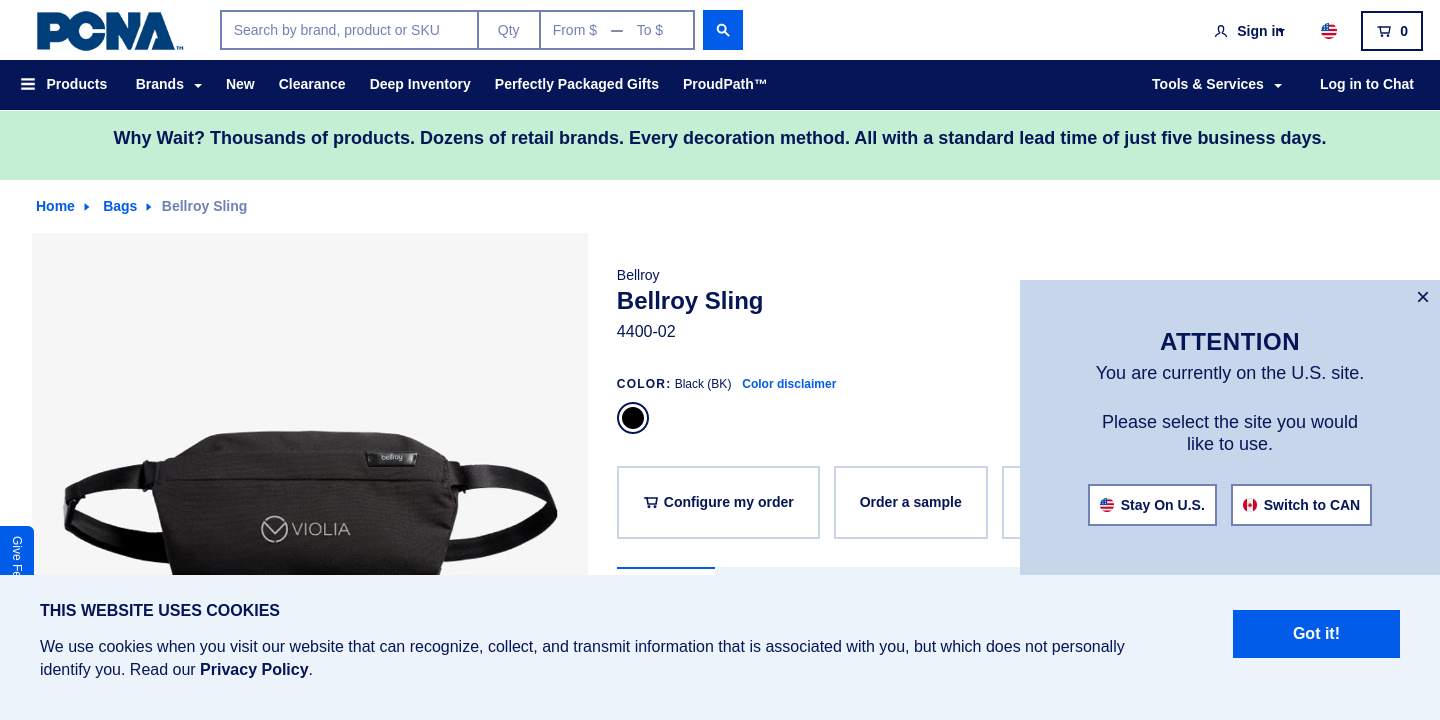 PCNA™
Search by brand, product or SKU
Qty
From $ — To $
Sign in
0
Products
Brands
New
Clearance
Deep Inventory
Perfectly Packaged Gifts
ProudPath™
Tools & Services
Log in to Chat
Why Wait? Thousands of products. Dozens of retail brands. Every decoration method. All with a standard lead time of just five business days.
Home
Bags
Bellroy Sling
Bellroy
Bellroy Sling
4400-02
COLOR: Black (BK) Color disclaimer
Configure my order
Order a sample
bellroy
VIOLIA
×
ATTENTION
You are currently on the U.S. site.
Please select the site you would
like to use.
Stay On U.S.
Switch to CAN
Give Fe
THIS WEBSITE USES COOKIES
We use cookies when you visit our website that can recognize, collect, and transmit information that is associated with you, but which does not personally
identify you. Read our Privacy Policy.
Got it!